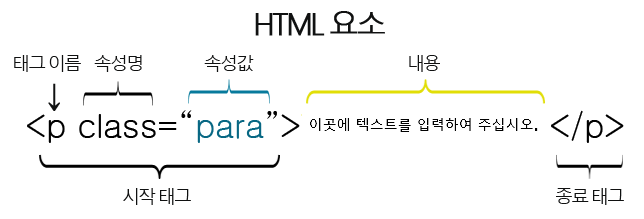 HTML 요소
태그 이름 속성명 속성값 내용
<p class=“para”> 이곳에 텍스트를 입력하여 주십시오. </p>
시작 태그 종료 태그